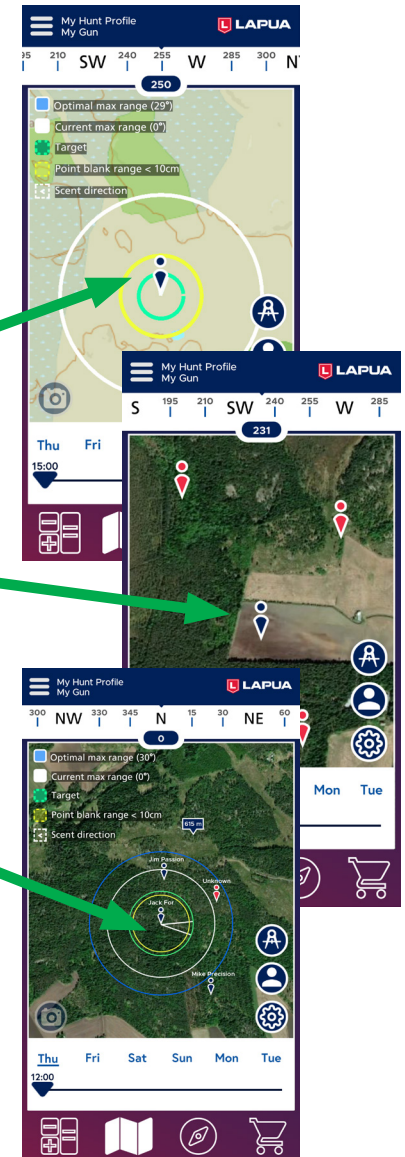 My Hunt Profile
My Gun
LAPUA
95 210 SW 240 255 W 285 300 N
250
Optimal max range (29°)
Current max range (0°)
Target
Point blank range < 10cm
Scent direction
Thu Fri
15:00
My Hunt Profile
My Gun
LAPUA
S 195 210 SW 240 255 W 285
231
Mon Tue
My Hunt Profile
My Gun
LAPUA
300 NW 330 345 N 15 30 NE 60
0
Optimal max range (30°)
Current max range (0°)
Target
Point blank range < 10cm
Scent direction
615 m
Jim Passion
Unknown
Jack For
Mike Precision
Thu Fri Sat Sun Mon Tue
12:00